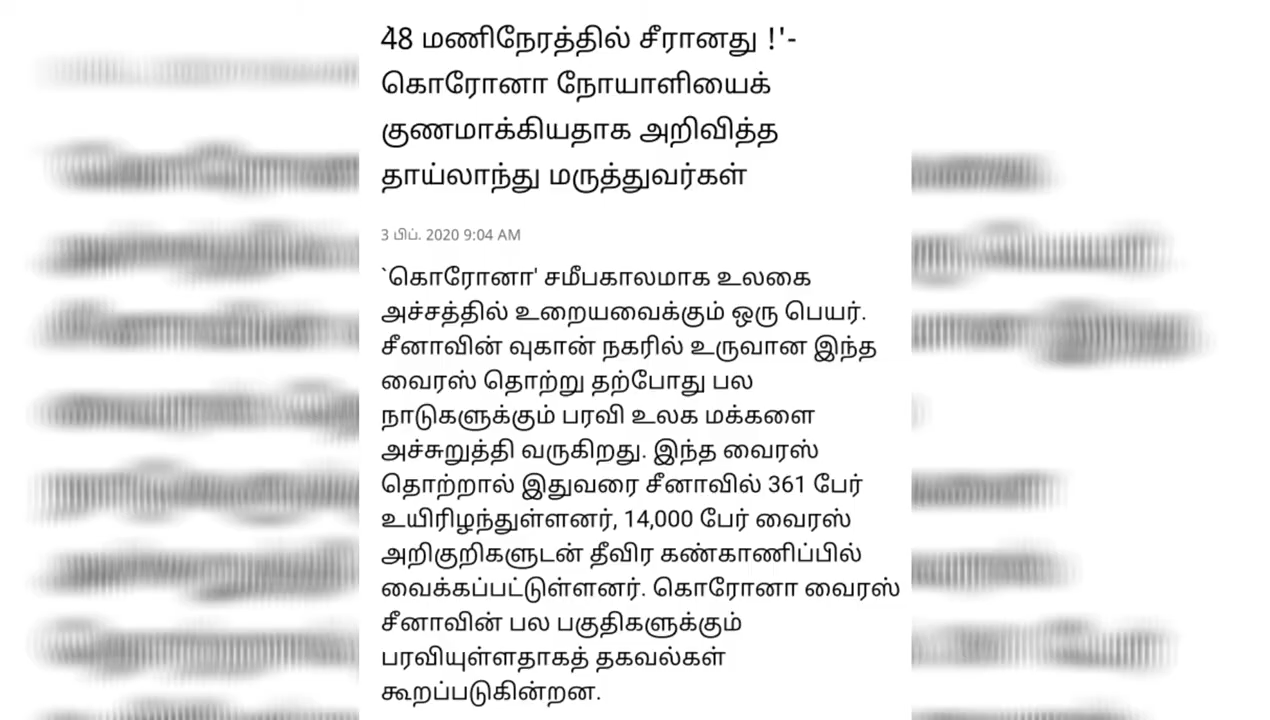 `48 மணிநேரத்தில் சீரானது !'-
கொரோனா நோயாளியைக்
குணமாக்கியதாக அறிவித்த
தாய்லாந்து மருத்துவர்கள்
3 பிப். 2020 9:04 AM
`கொரோனா' சமீபகாலமாக உலகை
அச்சத்தில் உறையவைக்கும் ஒரு பெயர்.
சீனாவின் வுகான் நகரில் உருவான இந்த
வைரஸ் தொற்று தற்போது பல
நாடுகளுக்கும் பரவி உலக மக்களை
அச்சுறுத்தி வருகிறது. இந்த வைரஸ்
தொற்றால் இதுவரை சீனாவில் 361 பேர்
உயிரிழந்துள்ளனர், 14,000 பேர் வைரஸ்
அறிகுறிகளுடன் தீவிர கண்காணிப்பில்
வைக்கப்பட்டுள்ளனர். கொரோனா வைரஸ்
சீனாவின் பல பகுதிகளுக்கும்
பரவியுள்ளதாகத் தகவல்கள்
கூறப்படுகின்றன.